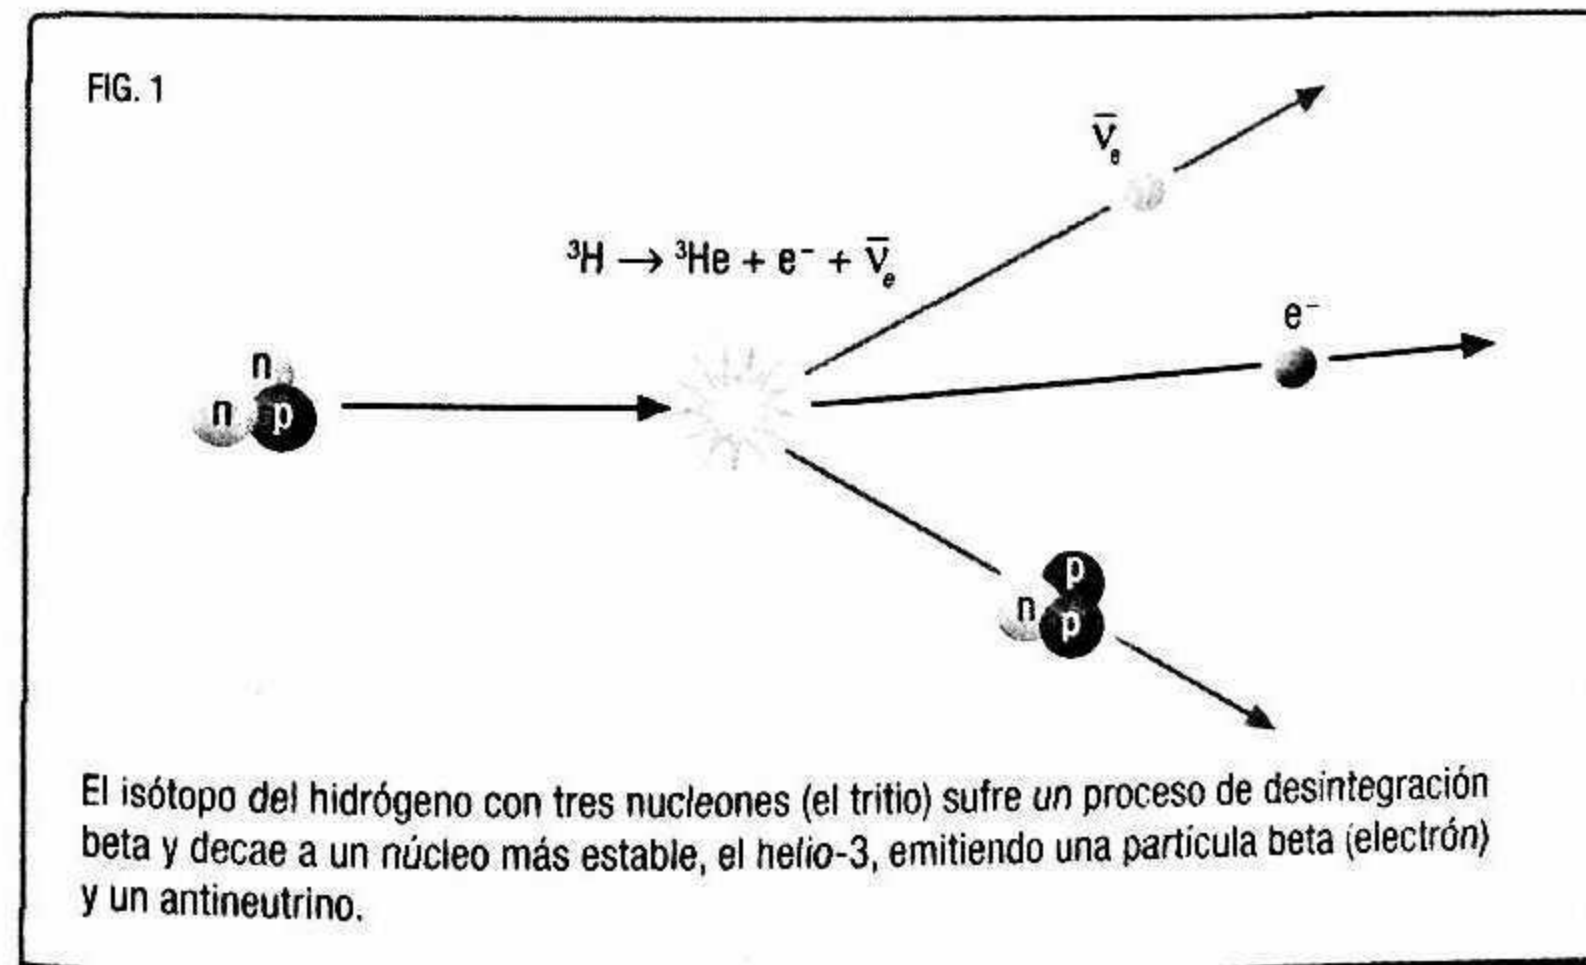 FIG. 1
ν̄ₑ
³H → ³He + e⁻ + ν̄ₑ
e⁻
n
n p
p
n p
El isótopo del hidrógeno con tres nucleones (el tritio) sufre un proceso de desintegración
beta y decae a un núcleo más estable, el helio-3, emitiendo una partícula beta (electrón)
y un antineutrino.